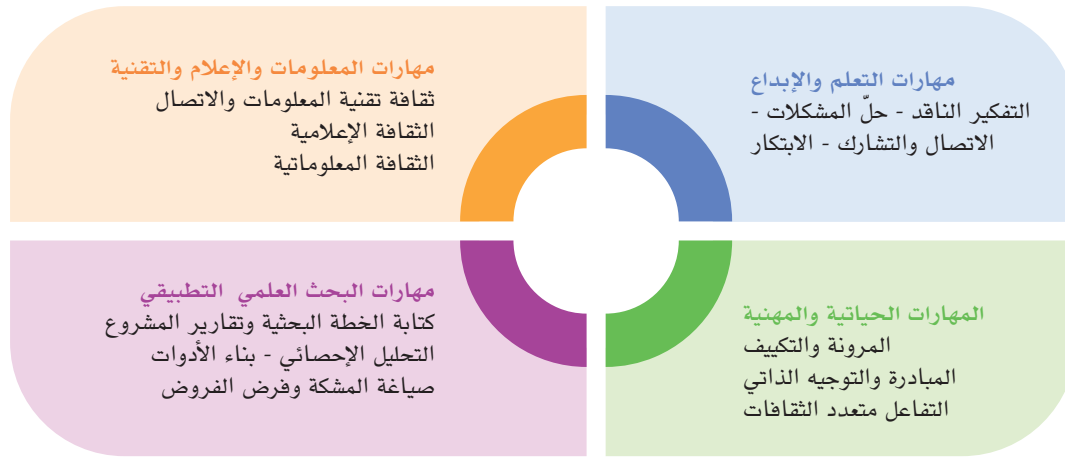 مهارات التعلم والإبداع
التفكير الناقد - حلّ المشكلات -
الاتصال والتشارك - الابتكار
مهارات المعلومات والإعلام والتقنية
ثقافة تقنية المعلومات والاتصال
الثقافة الإعلامية
الثقافة المعلوماتية
المهارات الحياتية والمهنية
المرونة والتكييف
المبادرة والتوجيه الذاتي
التفاعل متعدد الثقافات
مهارات البحث العلمي التطبيقي
كتابة الخطة البحثية وتقارير المشروع
التحليل الإحصائي - بناء الأدوات
صياغة المشكة وفرض الفروض